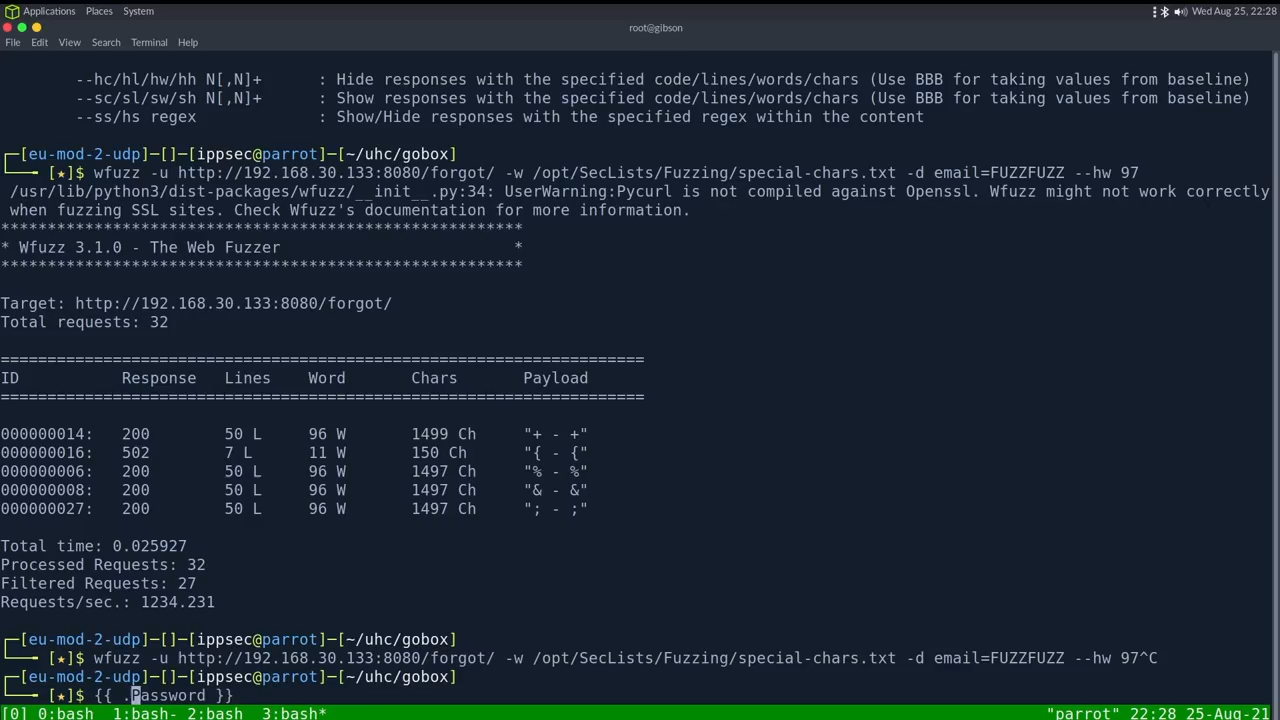 Applications Places System Wed Aug 25, 22:28
root@gibson
File Edit View Search Terminal Help
--hc/hl/hw/hh N[,N]+ : Hide responses with the specified code/lines/words/chars (Use BBB for taking values from baseline)
--sc/sl/sw/sh N[,N]+ : Show responses with the specified code/lines/words/chars (Use BBB for taking values from baseline)
--ss/hs regex : Show/Hide responses with the specified regex within the content
┌─[eu-mod-2-udp]─[]─[ippsec@parrot]─[~/uhc/gobox]
└──╼ [★]$ wfuzz -u http://192.168.30.133:8080/forgot/ -w /opt/SecLists/Fuzzing/special-chars.txt -d email=FUZZFUZZ --hw 97
/usr/lib/python3/dist-packages/wfuzz/__init__.py:34: UserWarning:Pycurl is not compiled against Openssl. Wfuzz might not work correctly
when fuzzing SSL sites. Check Wfuzz's documentation for more information.
********************************************************
* Wfuzz 3.1.0 - The Web Fuzzer *
********************************************************
Target: http://192.168.30.133:8080/forgot/
Total requests: 32
=====================================================================
ID Response Lines Word Chars Payload
=====================================================================
000000014: 200 50 L 96 W 1499 Ch "+ - +"
000000016: 502 7 L 11 W 150 Ch "{ - {"
000000006: 200 50 L 96 W 1497 Ch "% - %"
000000008: 200 50 L 96 W 1497 Ch "& - &"
000000027: 200 50 L 96 W 1497 Ch "; - ;"
Total time: 0.025927
Processed Requests: 32
Filtered Requests: 27
Requests/sec.: 1234.231
┌─[eu-mod-2-udp]─[]─[ippsec@parrot]─[~/uhc/gobox]
└──╼ [★]$ wfuzz -u http://192.168.30.133:8080/forgot/ -w /opt/SecLists/Fuzzing/special-chars.txt -d email=FUZZFUZZ --hw 97^C
┌─[eu-mod-2-udp]─[]─[ippsec@parrot]─[~/uhc/gobox]
└──╼ [★]$ {{ .Password }}
[0] 0:bash 1:bash- 2:bash 3:bash* "parrot" 22:28 25-Aug-21